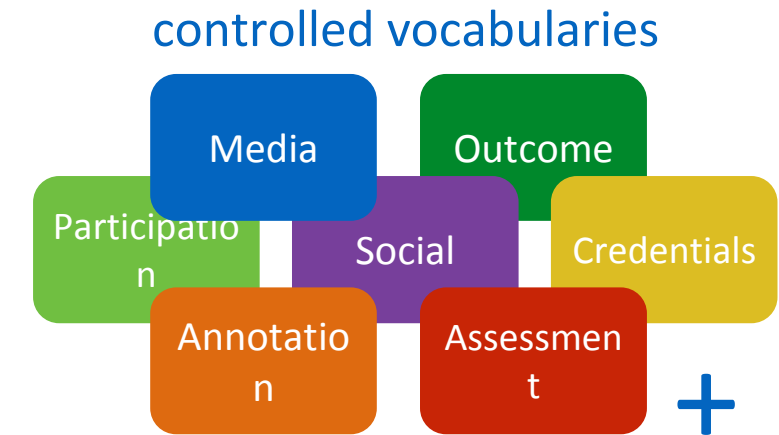 controlled vocabularies
Media
Outcome
Participatio
n
Social
Credentials
Annotatio
n
Assessmen
t
+